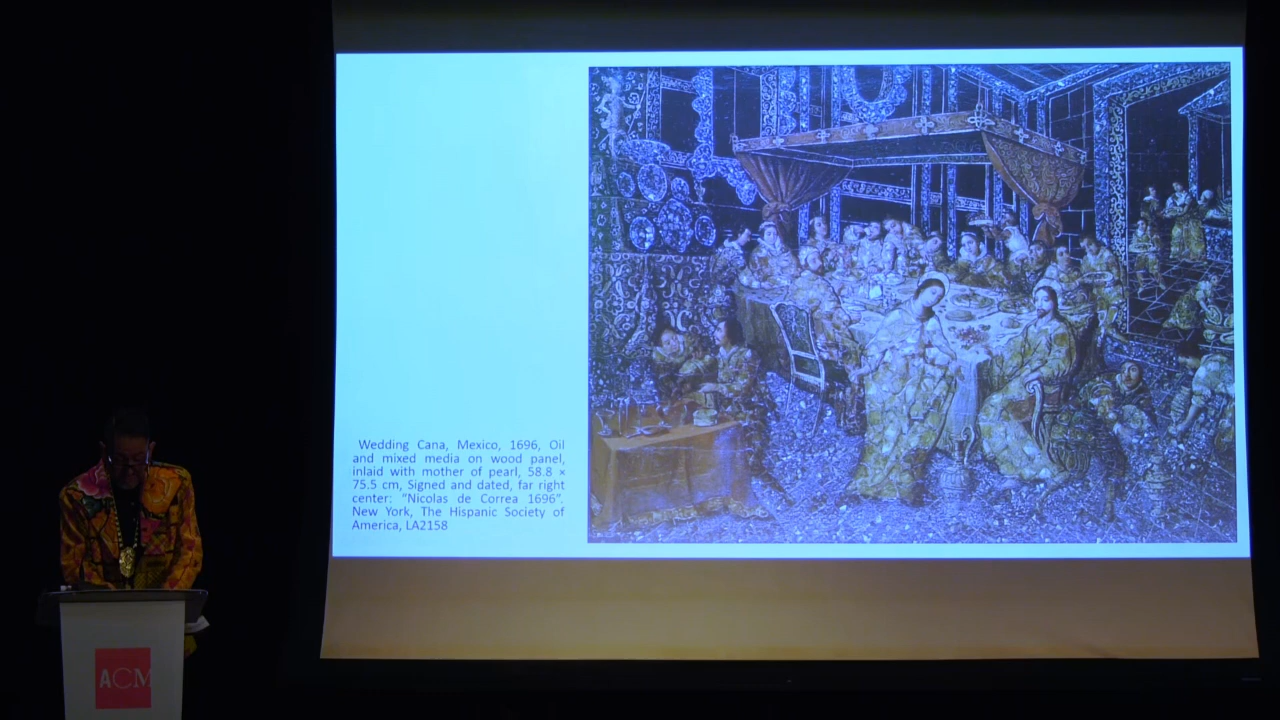 Wedding Cana, Mexico, 1696, Oil
and mixed media on wood panel,
inlaid with mother of pearl, 58.8 ×
75.5 cm, Signed and dated, far right
center: "Nicolas de Correa 1696".
New York, The Hispanic Society of
America, LA2158
ACM